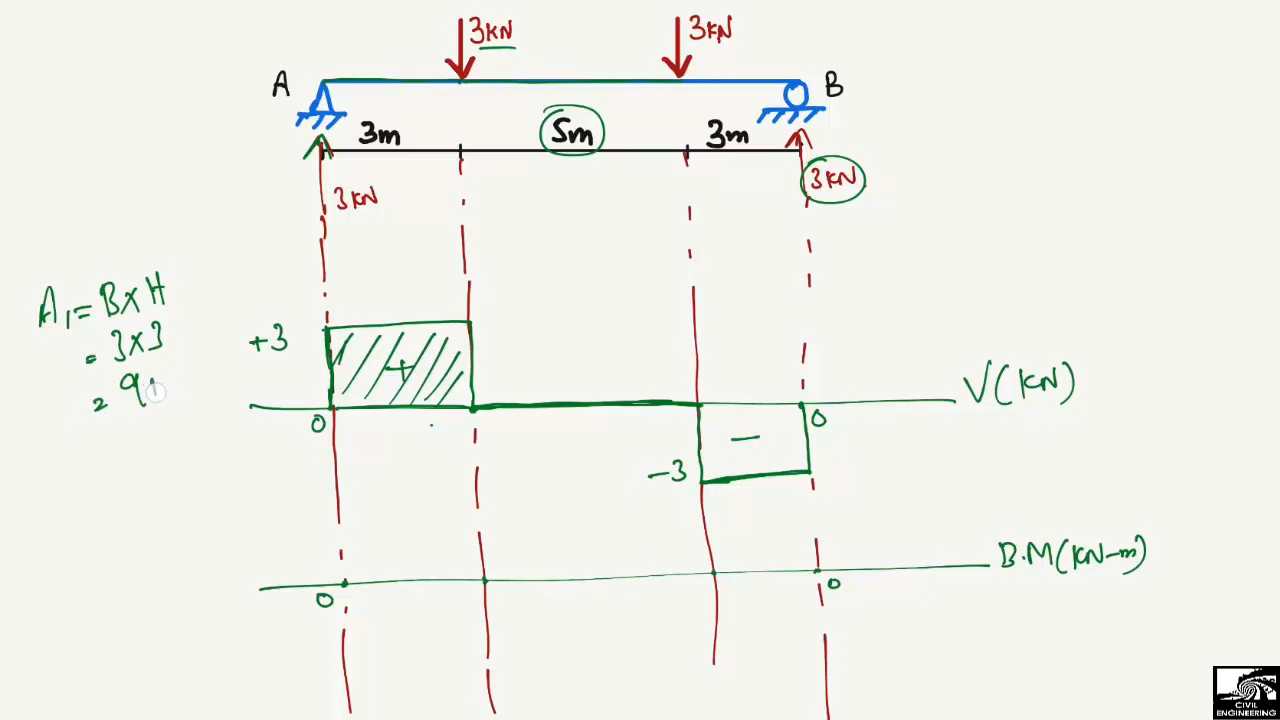 3KN 3KN
A B
3m 5m 3m
3KN 3KN
A1 = B×H
= 3×3
= 9
+3
+
V(KN)
0 0
−
−3
B.M(KN-m)
0 0
CIVIL
ENGINEERING